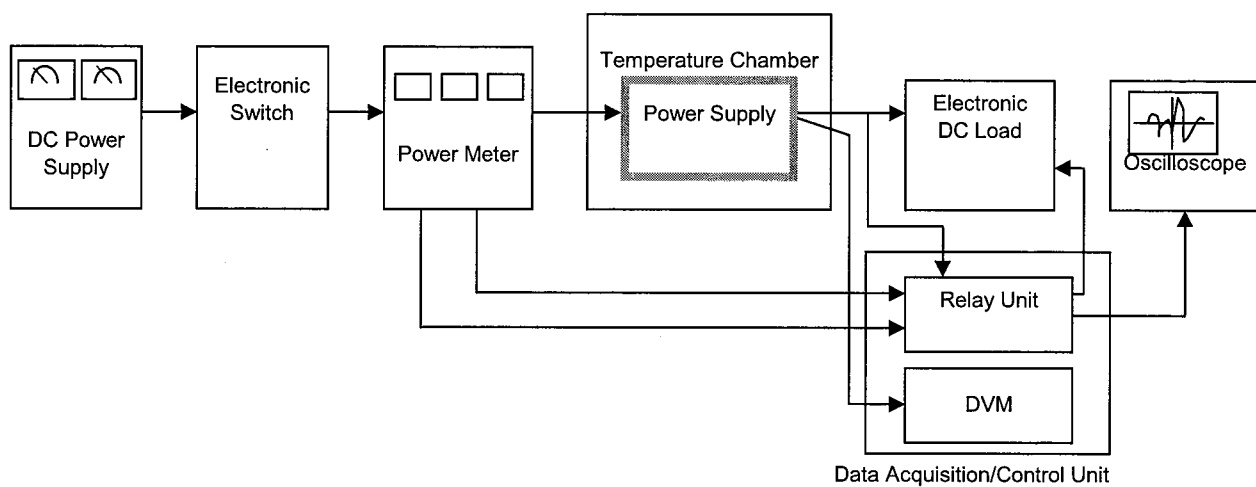 DC Power
Supply
Electronic
Switch
Power Meter
Temperature Chamber
Power Supply
Electronic
DC Load
Oscilloscope
Relay Unit
DVM
Data Acquisition/Control Unit